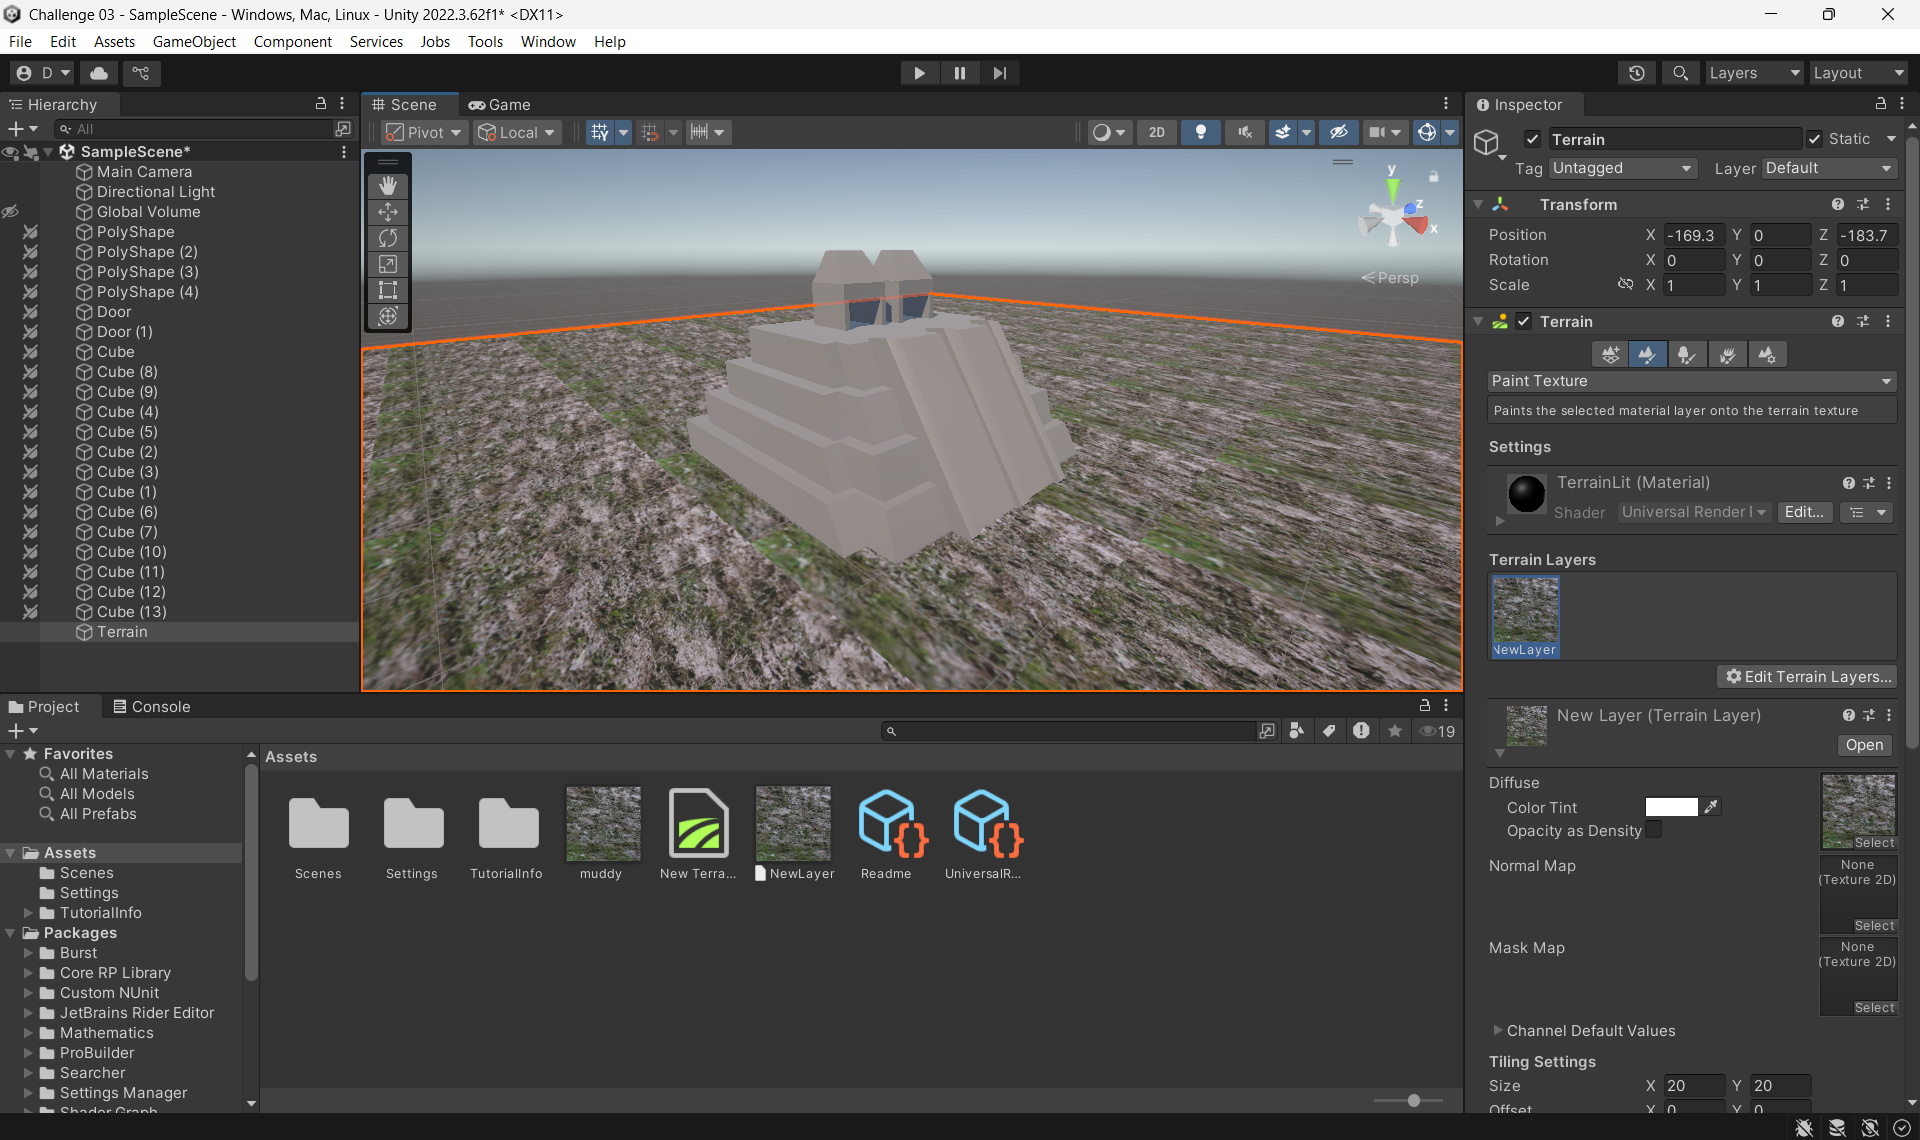 Challenge 03 - SampleScene - Windows, Mac, Linux - Unity 2022.3.62f1* <DX11>
File Edit Assets GameObject Component Services Jobs Tools Window Help
D Layers Layout
Hierarchy
All
SampleScene*
Main Camera
Directional Light
Global Volume
PolyShape
PolyShape (2)
PolyShape (3)
PolyShape (4)
Door
Door (1)
Cube
Cube (8)
Cube (9)
Cube (4)
Cube (5)
Cube (2)
Cube (3)
Cube (1)
Cube (6)
Cube (7)
Cube (10)
Cube (11)
Cube (12)
Cube (13)
Terrain
Scene Game
Pivot Local 2D
y
z
x
Persp
Inspector
Terrain Static
Tag Untagged Layer Default
Transform
Position X -169.3 Y 0 Z -183.7
Rotation X 0 Y 0 Z 0
Scale X 1 Y 1 Z 1
Terrain
Paint Texture
Paints the selected material layer onto the terrain texture
Settings
TerrainLit (Material)
Shader Universal Render Edit...
Terrain Layers
NewLayer
Edit Terrain Layers...
New Layer (Terrain Layer)
Open
Diffuse
Color Tint
Opacity as Density
Select
Normal Map
None
(Texture 2D)
Select
Mask Map
None
(Texture 2D)
Select
Channel Default Values
Tiling Settings
Size X 20 Y 20
Offset X 0 Y 0
Project Console
19
Favorites
All Materials
All Models
All Prefabs
Assets
Scenes
Settings
TutorialInfo
Packages
Burst
Core RP Library
Custom NUnit
JetBrains Rider Editor
Mathematics
ProBuilder
Searcher
Settings Manager
Shader Graph
Assets
Scenes Settings TutorialInfo muddy New Terra... NewLayer Readme UniversalR...